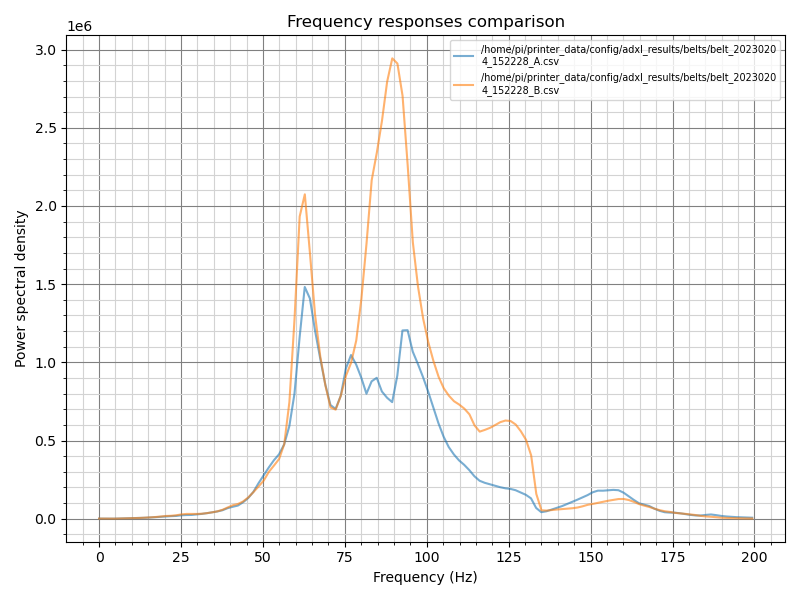 Frequency responses comparison
1e6
/home/pi/printer_data/config/adxl_results/belts/belt_2023020
4_152228_A.csv
/home/pi/printer_data/config/adxl_results/belts/belt_2023020
4_152228_B.csv
3.0
2.5
2.0
1.5
1.0
0.5
0.0
Power spectral density
0 25 50 75 100 125 150 175 200
Frequency (Hz)